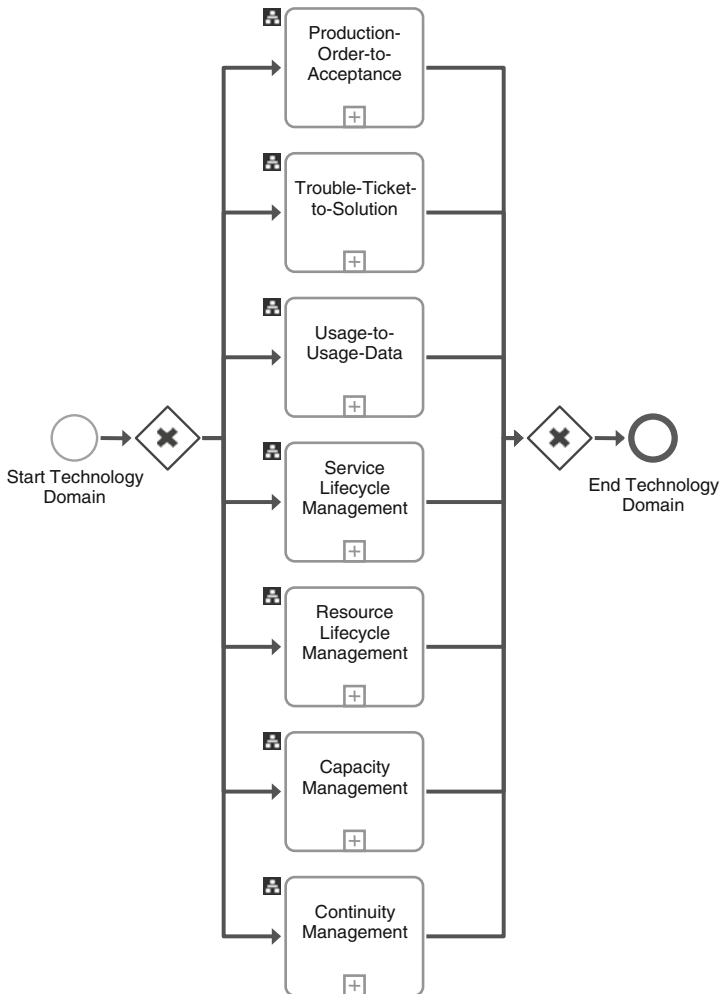 Production-
Order-to-
Acceptance
Trouble-Ticket-
to-Solution
Usage-to-
Usage-Data
Start Technology
Domain
Service
Lifecycle
Management
End Technology
Domain
Resource
Lifecycle
Management
Capacity
Management
Continuity
Management